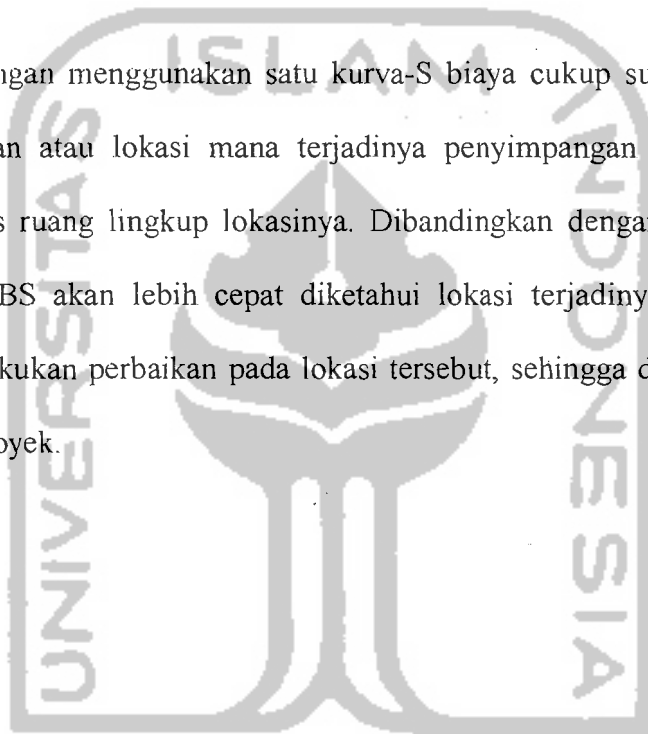 ISLAM
ngan menggunakan satu kurva-S biaya cukup su
an atau lokasi mana terjadinya penyimpangan
s ruang lingkup lokasinya. Dibandingkan denga
BS akan lebih cepat diketahui lokasi terjadiny
kukan perbaikan pada lokasi tersebut, sehingga d
oyek.
UNIVERSITAS
INDONESIA